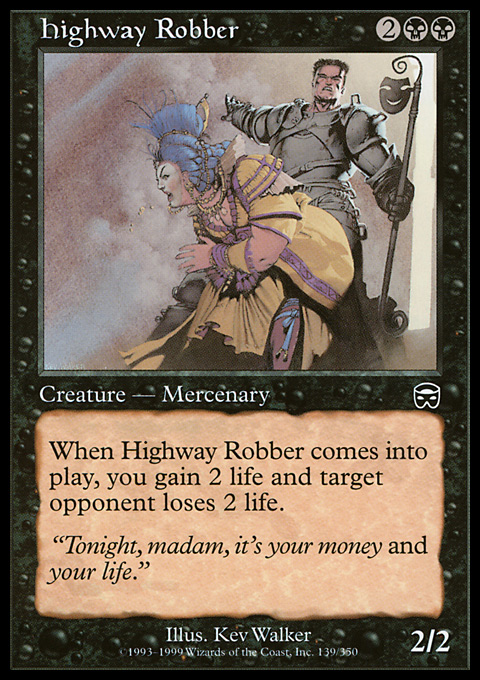 Highway Robber
2
Creature — Mercenary
When Highway Robber comes into
play, you gain 2 life and target
opponent loses 2 life.
“Tonight, madam, it’s your money and
your life.”
Illus. Kev Walker
©1993–1999 Wizards of the Coast, Inc. 139/350
2/2